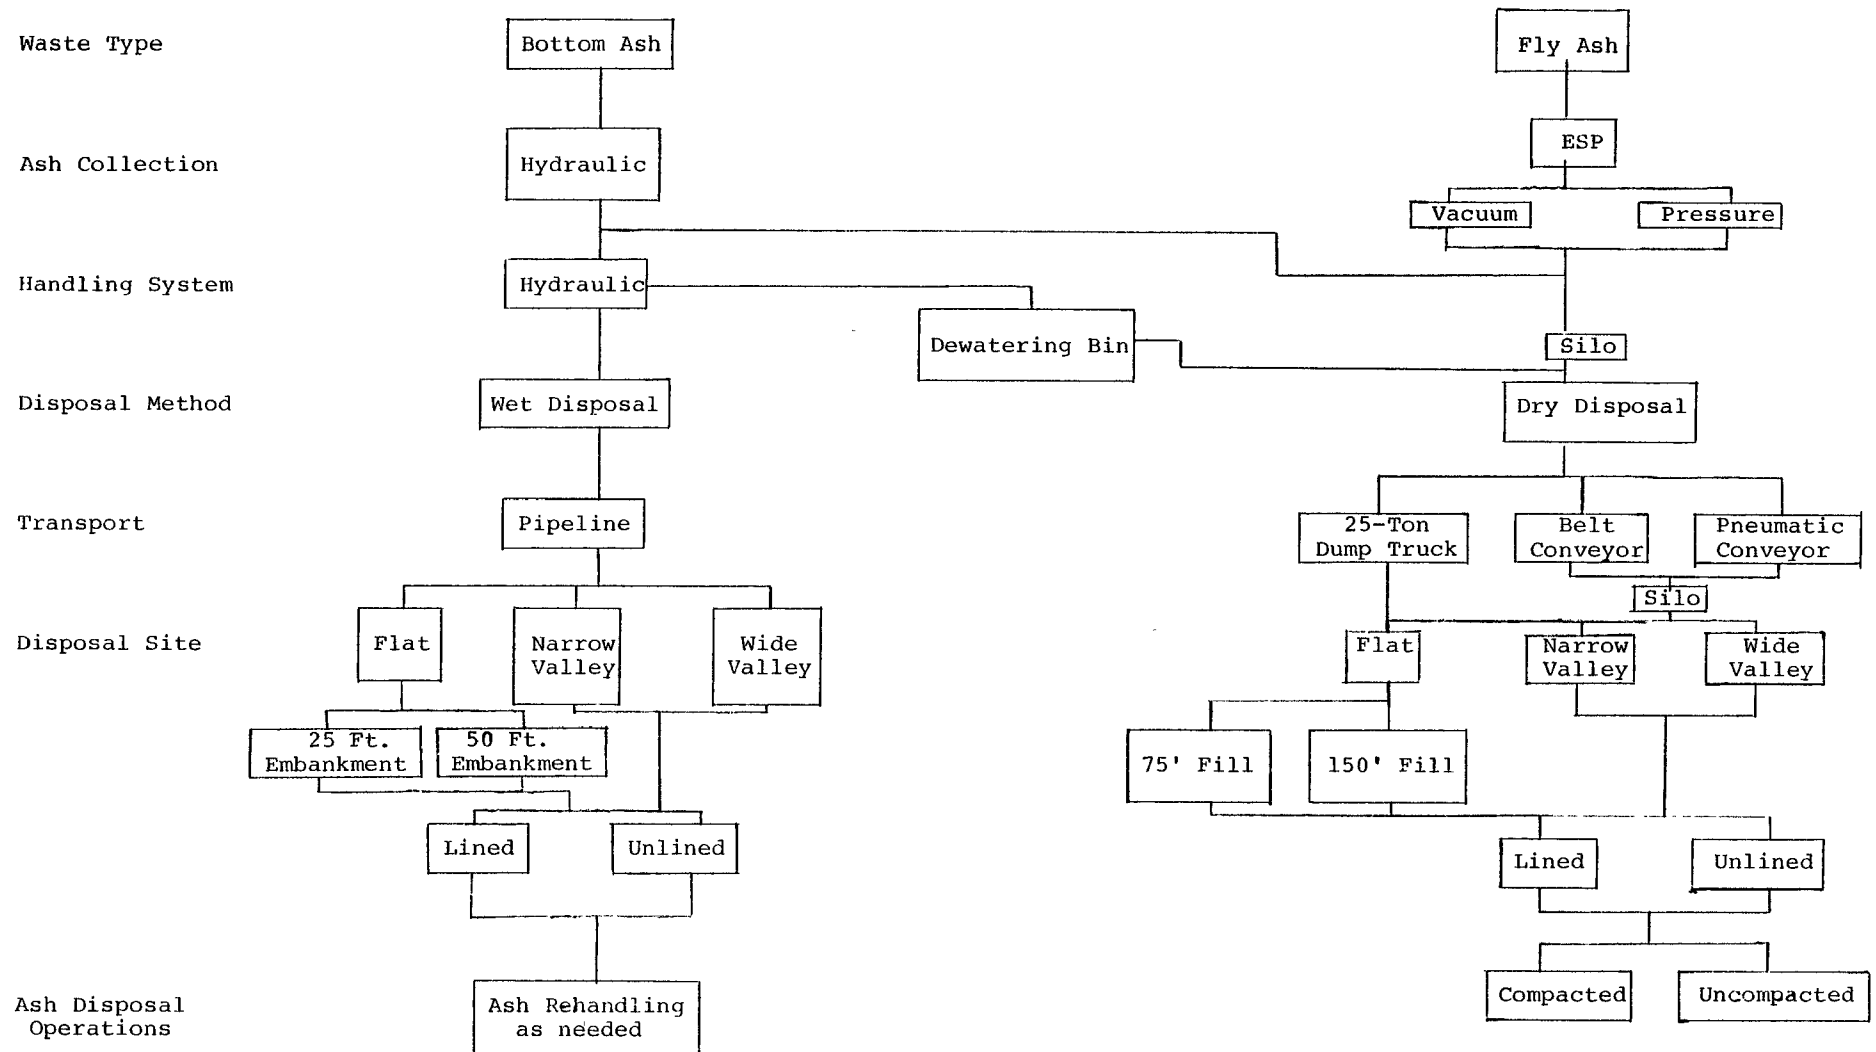 Waste Type
Bottom Ash
Fly Ash
Ash Collection
Hydraulic
ESP
Vacuum
Pressure
Handling System
Hydraulic
Dewatering Bin
Silo
Disposal Method
Wet Disposal
Dry Disposal
Transport
Pipeline
25-Ton
Dump Truck
Belt
Conveyor
Pneumatic
Conveyor
Silo
Disposal Site
Flat
Narrow
Valley
Wide
Valley
Flat
Narrow
Valley
Wide
Valley
25 Ft.
Embankment
50 Ft.
Embankment
75' Fill
150' Fill
Lined
Unlined
Lined
Unlined
Compacted
Uncompacted
Ash Disposal
Operations
Ash Rehandling
as needed